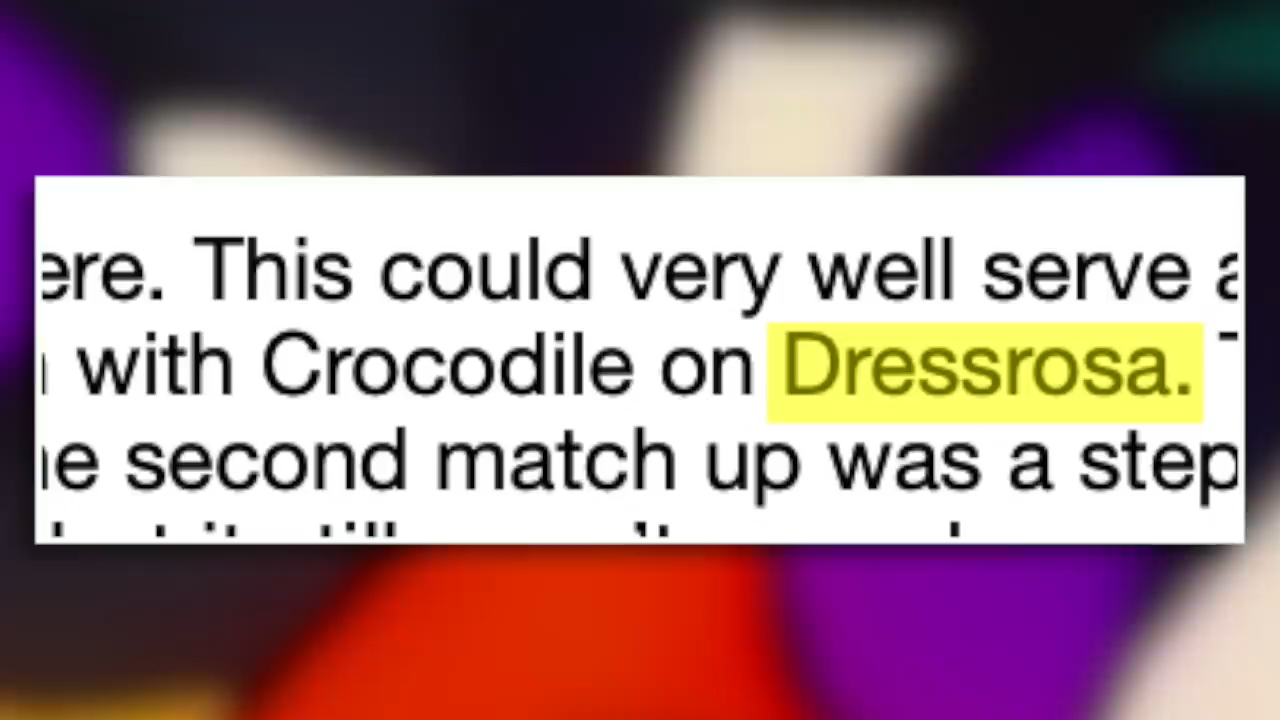 ere. This could very well serve a
with Crocodile on Dressrosa.
e second match up was a step